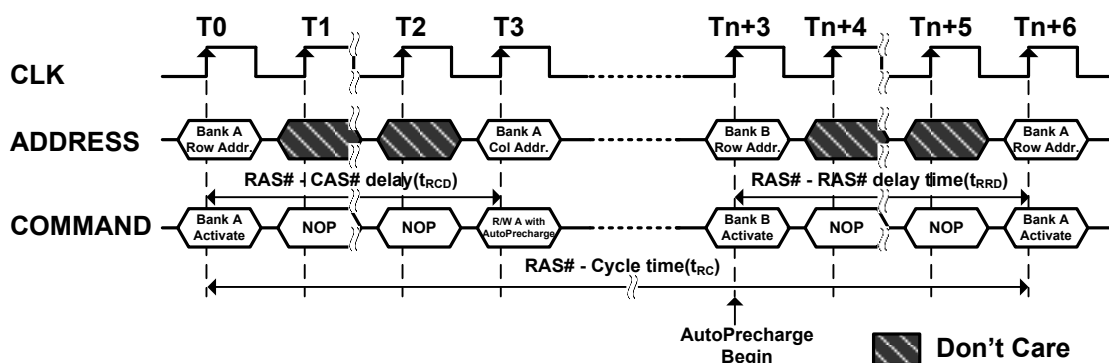 T0 T1 T2 T3 Tn+3 Tn+4 Tn+5 Tn+6
CLK
ADDRESS
Bank A
Row Addr.
Bank A
Col Addr.
Bank B
Row Addr.
Bank A
Row Addr.
RAS# - CAS# delay(tRCD)
RAS# - RAS# delay time(tRRD)
COMMAND
Bank A
Activate
NOP
NOP
R/W A with
AutoPrecharge
Bank B
Activate
NOP
NOP
Bank A
Activate
RAS# - Cycle time(tRC)
AutoPrecharge
Begin
Don't Care